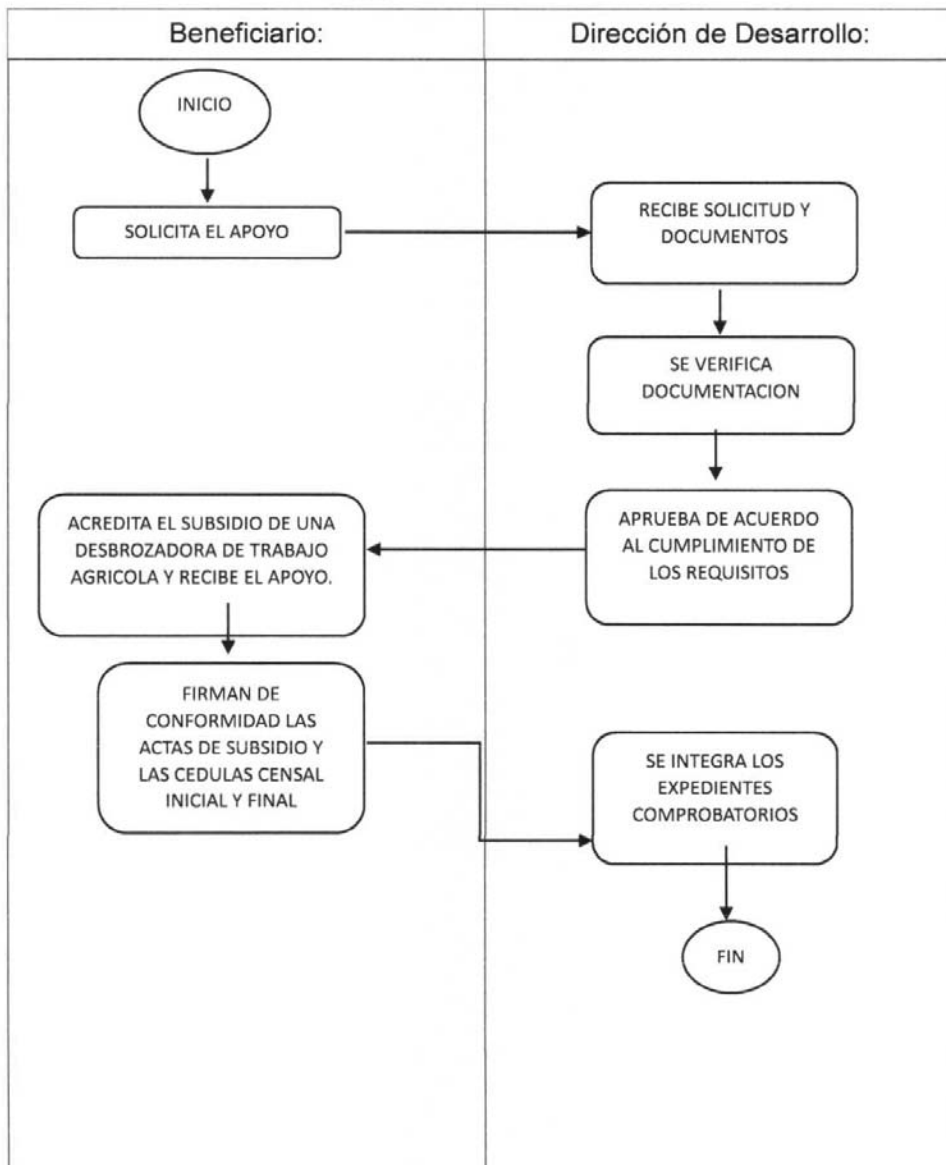 Beneficiario:
Dirección de Desarrollo:
INICIO
SOLICITA EL APOYO
RECIBE SOLICITUD Y
DOCUMENTOS
SE VERIFICA
DOCUMENTACION
APRUEBA DE ACUERDO
AL CUMPLIMIENTO DE
LOS REQUISITOS
ACREDITA EL SUBSIDIO DE UNA
DESBROZADORA DE TRABAJO
AGRICOLA Y RECIBE EL APOYO.
FIRMAN DE
CONFORMIDAD LAS
ACTAS DE SUBSIDIO Y
LAS CEDULAS CENSAL
INICIAL Y FINAL
SE INTEGRA LOS
EXPEDIENTES
COMPROBATORIOS
FIN